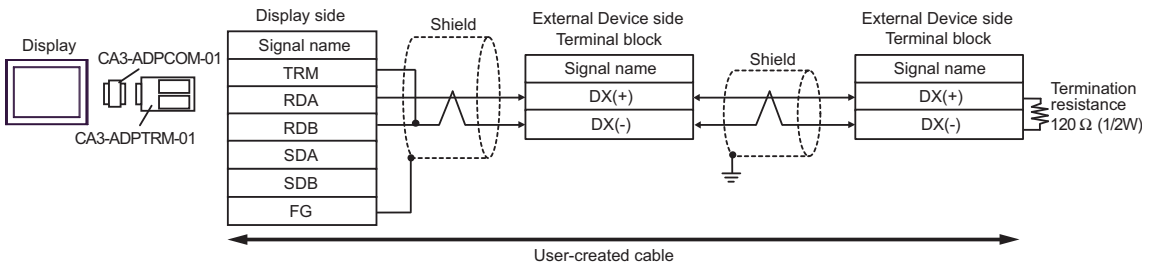 Display
CA3-ADPCOM-01
CA3-ADPTRM-01
Display side
Signal name
TRM
RDA
RDB
SDA
SDB
FG
Shield
External Device side
Terminal block
Signal name
DX(+)
DX(-)
Shield
External Device side
Terminal block
Signal name
DX(+)
DX(-)
Termination
resistance
120 Ω (1/2W)
User-created cable